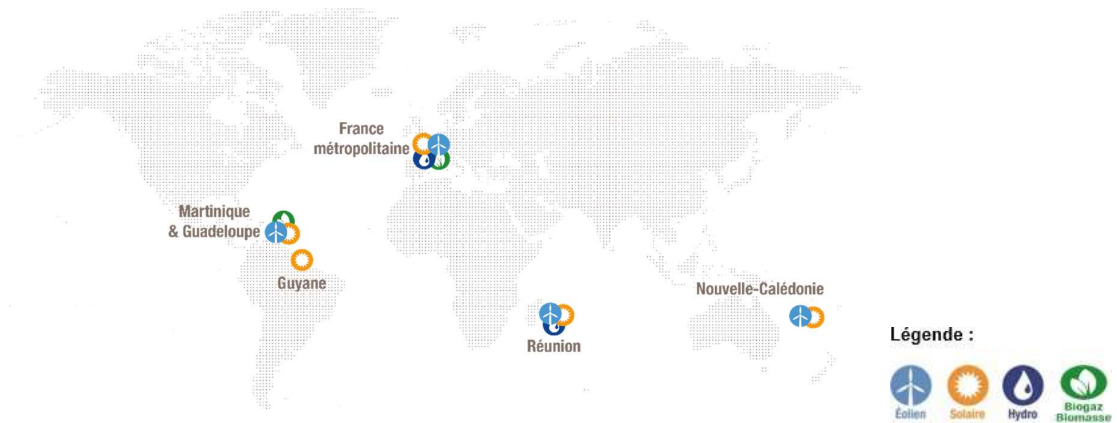 France
métropolitaine
Martinique
& Guadeloupe
Guyane
Nouvelle-Calédonie
Réunion
Légende :
Éolien
Solaire
Hydro
Biogaz
Biomasse